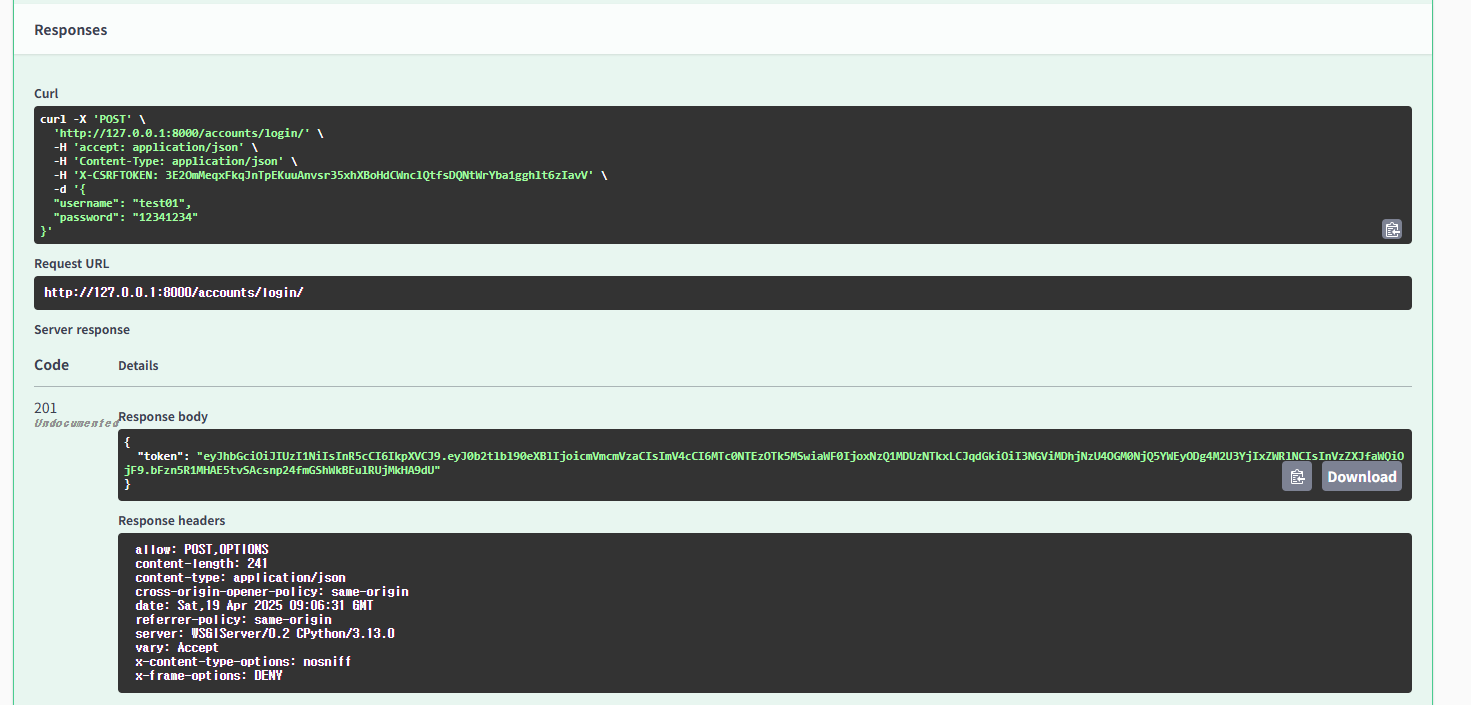 Responses
Curl
curl -X 'POST' \
'http://127.0.0.1:8000/accounts/login/' \
-H 'accept: application/json' \
-H 'Content-Type: application/json' \
-H 'X-CSRFTOKEN: 3E2OmMeqxFkqJnTpEKuuAnvsr35xhXBoHdCWnclQtfsDQNtWrYba1gghlt6zIavV' \
-d '{
"username": "test01",
"password": "12341234"
}'
Request URL
http://127.0.0.1:8000/accounts/login/
Server response
Code Details
201
Undocumented
Response body
{
"token": "eyJhbGciOiJIUzI1NiIsInR5cCI6IkpXVCJ9.eyJ0b2tlbl90eXBlIjoicmVmcmVzaCIsImV4cCI6MTc0NTEzOTk5MSwiaWF0IjoxNzQ1MDUzNTkxLCJqdGkiOiI3NGViMDhjNzU4OGM0NjQ5YWEyODg4M2U3YjIxZWRlNCIsInVzZXJfaWQiO
jF9.bFzn5R1MHAE5tvSAcsnp24fmGShWkBEulRUjMkHA9dU"
}
Download
Response headers
allow: POST,OPTIONS
content-length: 241
content-type: application/json
cross-origin-opener-policy: same-origin
date: Sat,19 Apr 2025 09:06:31 GMT
referrer-policy: same-origin
server: WSGIServer/0.2 CPython/3.13.0
vary: Accept
x-content-type-options: nosniff
x-frame-options: DENY